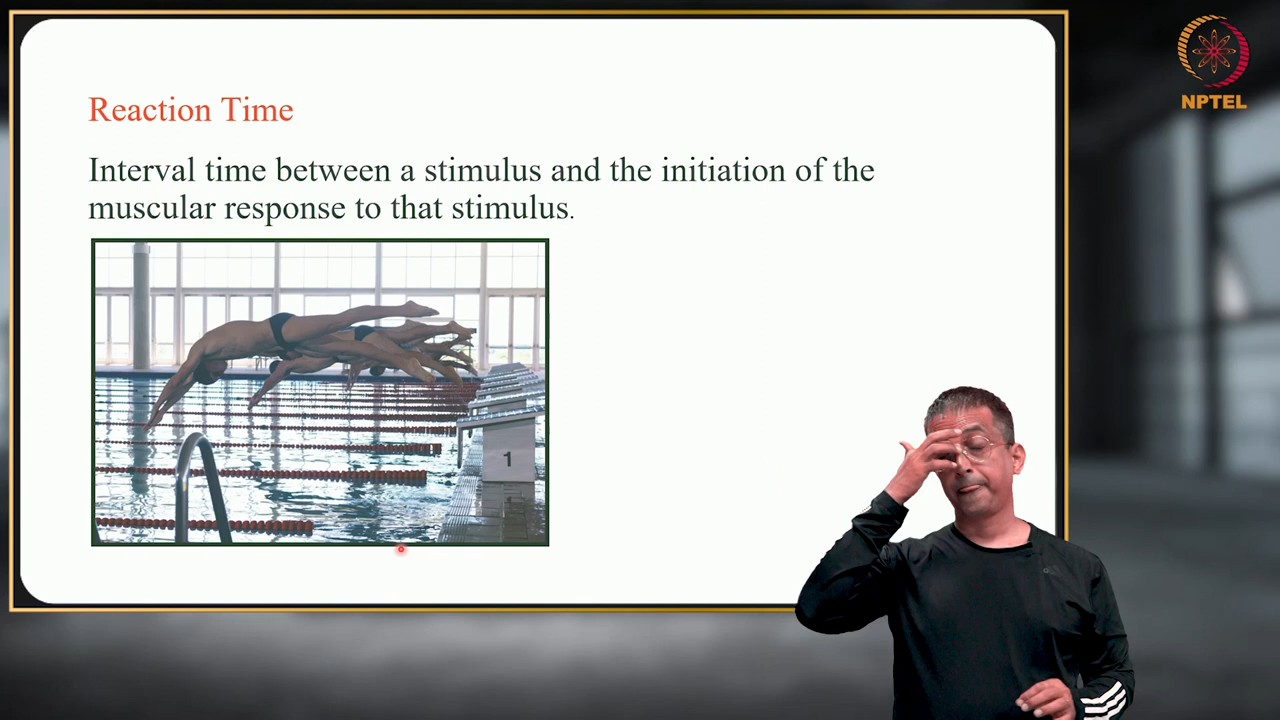 Reaction Time
Interval time between a stimulus and the initiation of the
muscular response to that stimulus.
1
NPTEL